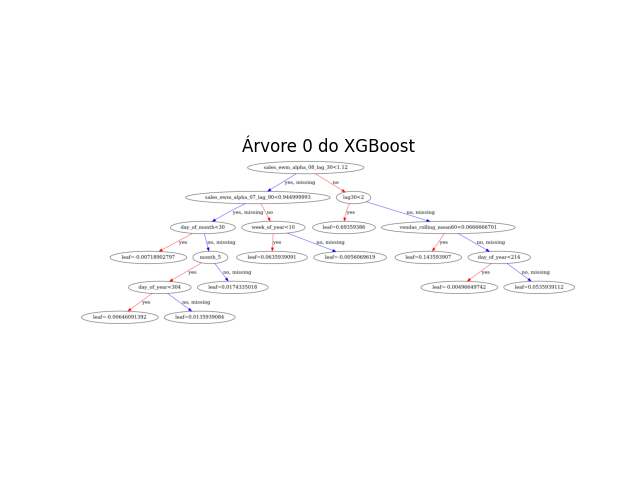 Árvore 0 do XGBoost
sales_ewm_alpha_08_lag_30<1.12
yes, missing
no
sales_ewm_alpha_07_lag_90<0.944999993
lag30<2
yes, missing
no
yes
no, missing
day_of_month<30
week_of_year<10
leaf=0.69359386
vendas_rolling_mean60<0.0666666701
yes
no, missing
yes
no, missing
yes
no, missing
leaf=-0.00718902797
month_5
leaf=0.0635939091
leaf=-0.0056069619
leaf=0.143593907
day_of_year<214
yes
no, missing
yes
no, missing
day_of_year<304
leaf=0.0174335018
leaf=-0.00496649742
leaf=0.0535939112
yes
no, missing
leaf=-0.00646091392
leaf=0.0135939084